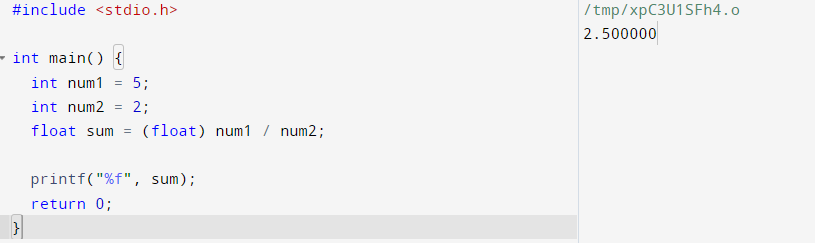 #include <stdio.h>
int main() {
int num1 = 5;
int num2 = 2;
float sum = (float) num1 / num2;
printf("%f", sum);
return 0;
}
/tmp/xpC3U1SFh4.o
2.500000